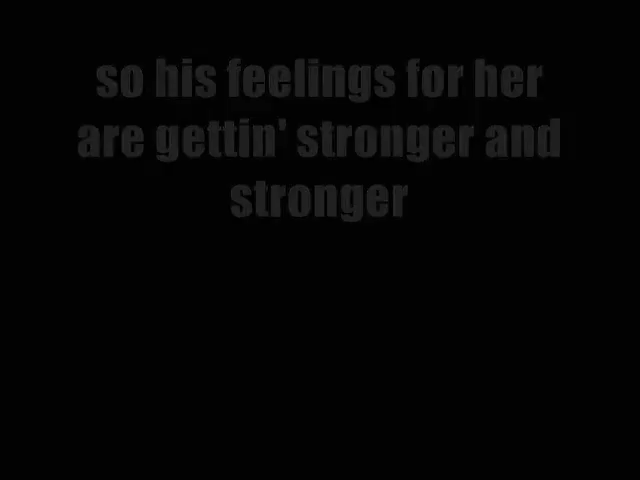 so his feelings for her
are gettin' stronger and
stronger